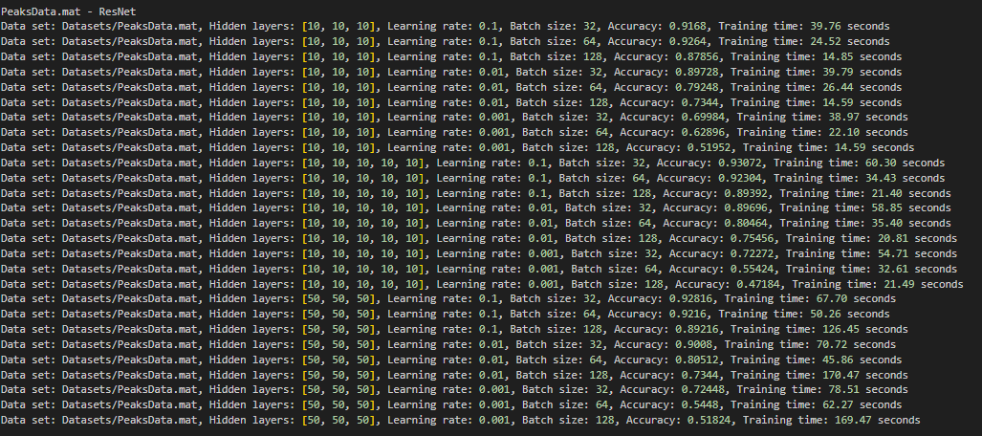 PeaksData.mat - ResNet
Data set: Datasets/PeaksData.mat, Hidden layers: [10, 10, 10], Learning rate: 0.1, Batch size: 32, Accuracy: 0.9168, Training time: 39.76 seconds
Data set: Datasets/PeaksData.mat, Hidden layers: [10, 10, 10], Learning rate: 0.1, Batch size: 64, Accuracy: 0.9264, Training time: 24.52 seconds
Data set: Datasets/PeaksData.mat, Hidden layers: [10, 10, 10], Learning rate: 0.1, Batch size: 128, Accuracy: 0.87856, Training time: 14.85 seconds
Data set: Datasets/PeaksData.mat, Hidden layers: [10, 10, 10], Learning rate: 0.01, Batch size: 32, Accuracy: 0.89728, Training time: 39.79 seconds
Data set: Datasets/PeaksData.mat, Hidden layers: [10, 10, 10], Learning rate: 0.01, Batch size: 64, Accuracy: 0.79248, Training time: 26.44 seconds
Data set: Datasets/PeaksData.mat, Hidden layers: [10, 10, 10], Learning rate: 0.01, Batch size: 128, Accuracy: 0.7344, Training time: 14.59 seconds
Data set: Datasets/PeaksData.mat, Hidden layers: [10, 10, 10], Learning rate: 0.001, Batch size: 32, Accuracy: 0.69984, Training time: 38.97 seconds
Data set: Datasets/PeaksData.mat, Hidden layers: [10, 10, 10], Learning rate: 0.001, Batch size: 64, Accuracy: 0.62896, Training time: 22.10 seconds
Data set: Datasets/PeaksData.mat, Hidden layers: [10, 10, 10], Learning rate: 0.001, Batch size: 128, Accuracy: 0.51952, Training time: 14.59 seconds
Data set: Datasets/PeaksData.mat, Hidden layers: [10, 10, 10, 10, 10], Learning rate: 0.1, Batch size: 32, Accuracy: 0.93072, Training time: 60.30 seconds
Data set: Datasets/PeaksData.mat, Hidden layers: [10, 10, 10, 10, 10], Learning rate: 0.1, Batch size: 64, Accuracy: 0.92304, Training time: 34.43 seconds
Data set: Datasets/PeaksData.mat, Hidden layers: [10, 10, 10, 10, 10], Learning rate: 0.1, Batch size: 128, Accuracy: 0.89392, Training time: 21.40 seconds
Data set: Datasets/PeaksData.mat, Hidden layers: [10, 10, 10, 10, 10], Learning rate: 0.01, Batch size: 32, Accuracy: 0.89696, Training time: 58.85 seconds
Data set: Datasets/PeaksData.mat, Hidden layers: [10, 10, 10, 10, 10], Learning rate: 0.01, Batch size: 64, Accuracy: 0.80464, Training time: 35.40 seconds
Data set: Datasets/PeaksData.mat, Hidden layers: [10, 10, 10, 10, 10], Learning rate: 0.01, Batch size: 128, Accuracy: 0.75456, Training time: 20.81 seconds
Data set: Datasets/PeaksData.mat, Hidden layers: [10, 10, 10, 10, 10], Learning rate: 0.001, Batch size: 32, Accuracy: 0.72272, Training time: 54.71 seconds
Data set: Datasets/PeaksData.mat, Hidden layers: [10, 10, 10, 10, 10], Learning rate: 0.001, Batch size: 64, Accuracy: 0.55424, Training time: 32.61 seconds
Data set: Datasets/PeaksData.mat, Hidden layers: [10, 10, 10, 10, 10], Learning rate: 0.001, Batch size: 128, Accuracy: 0.47184, Training time: 21.49 seconds
Data set: Datasets/PeaksData.mat, Hidden layers: [50, 50, 50], Learning rate: 0.1, Batch size: 32, Accuracy: 0.92816, Training time: 67.70 seconds
Data set: Datasets/PeaksData.mat, Hidden layers: [50, 50, 50], Learning rate: 0.1, Batch size: 64, Accuracy: 0.9216, Training time: 50.26 seconds
Data set: Datasets/PeaksData.mat, Hidden layers: [50, 50, 50], Learning rate: 0.1, Batch size: 128, Accuracy: 0.89216, Training time: 126.45 seconds
Data set: Datasets/PeaksData.mat, Hidden layers: [50, 50, 50], Learning rate: 0.01, Batch size: 32, Accuracy: 0.9008, Training time: 70.72 seconds
Data set: Datasets/PeaksData.mat, Hidden layers: [50, 50, 50], Learning rate: 0.01, Batch size: 64, Accuracy: 0.80512, Training time: 45.86 seconds
Data set: Datasets/PeaksData.mat, Hidden layers: [50, 50, 50], Learning rate: 0.01, Batch size: 128, Accuracy: 0.7344, Training time: 170.47 seconds
Data set: Datasets/PeaksData.mat, Hidden layers: [50, 50, 50], Learning rate: 0.001, Batch size: 32, Accuracy: 0.72448, Training time: 78.51 seconds
Data set: Datasets/PeaksData.mat, Hidden layers: [50, 50, 50], Learning rate: 0.001, Batch size: 64, Accuracy: 0.5448, Training time: 62.27 seconds
Data set: Datasets/PeaksData.mat, Hidden layers: [50, 50, 50], Learning rate: 0.001, Batch size: 128, Accuracy: 0.51824, Training time: 169.47 seconds